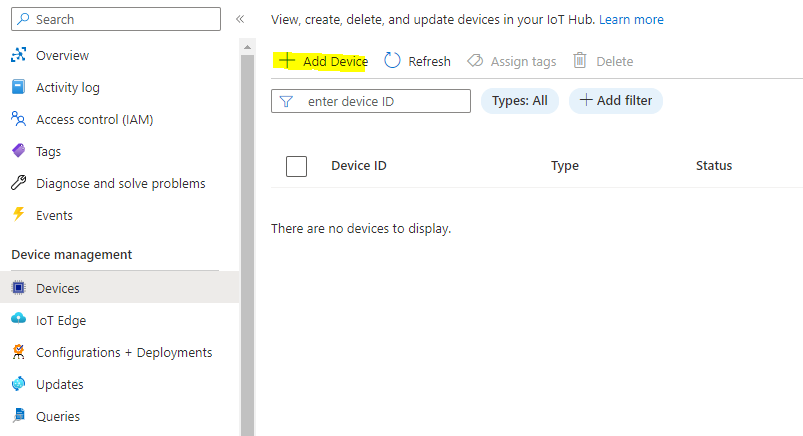 Search
Overview
Activity log
Access control (IAM)
Tags
Diagnose and solve problems
Events
Device management
Devices
IoT Edge
Configurations + Deployments
Updates
Queries
View, create, delete, and update devices in your IoT Hub. Learn more
Add Device Refresh Assign tags Delete
enter device ID Types: All Add filter
Device ID Type Status
There are no devices to display.